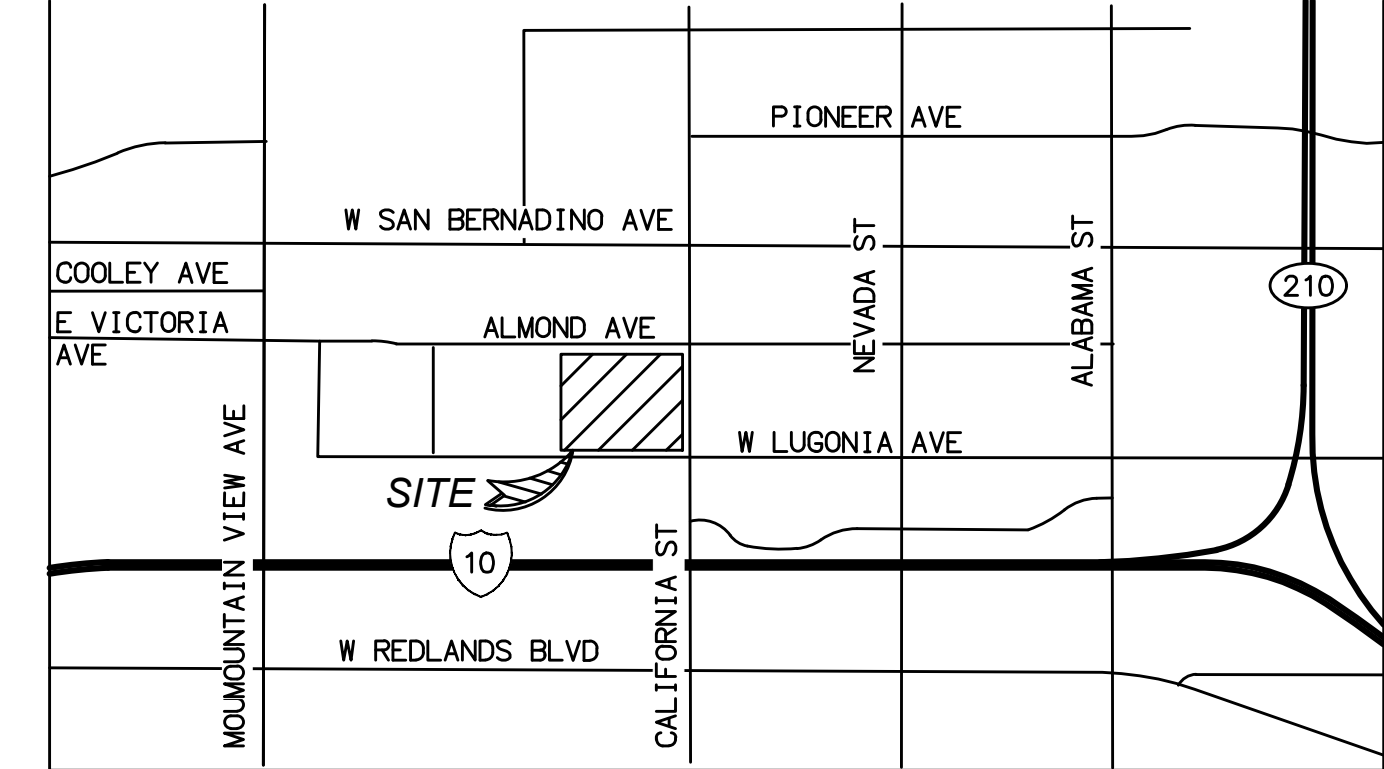 PIONEER AVE
W SAN BERNADINO AVE
COOLEY AVE
E VICTORIA
AVE
ALMOND AVE
NEVADA ST
ALABAMA ST
210
W LUGONIA AVE
MOUMOUNTAIN VIEW AVE
SITE
10
CALIFORNIA ST
W REDLANDS BLVD